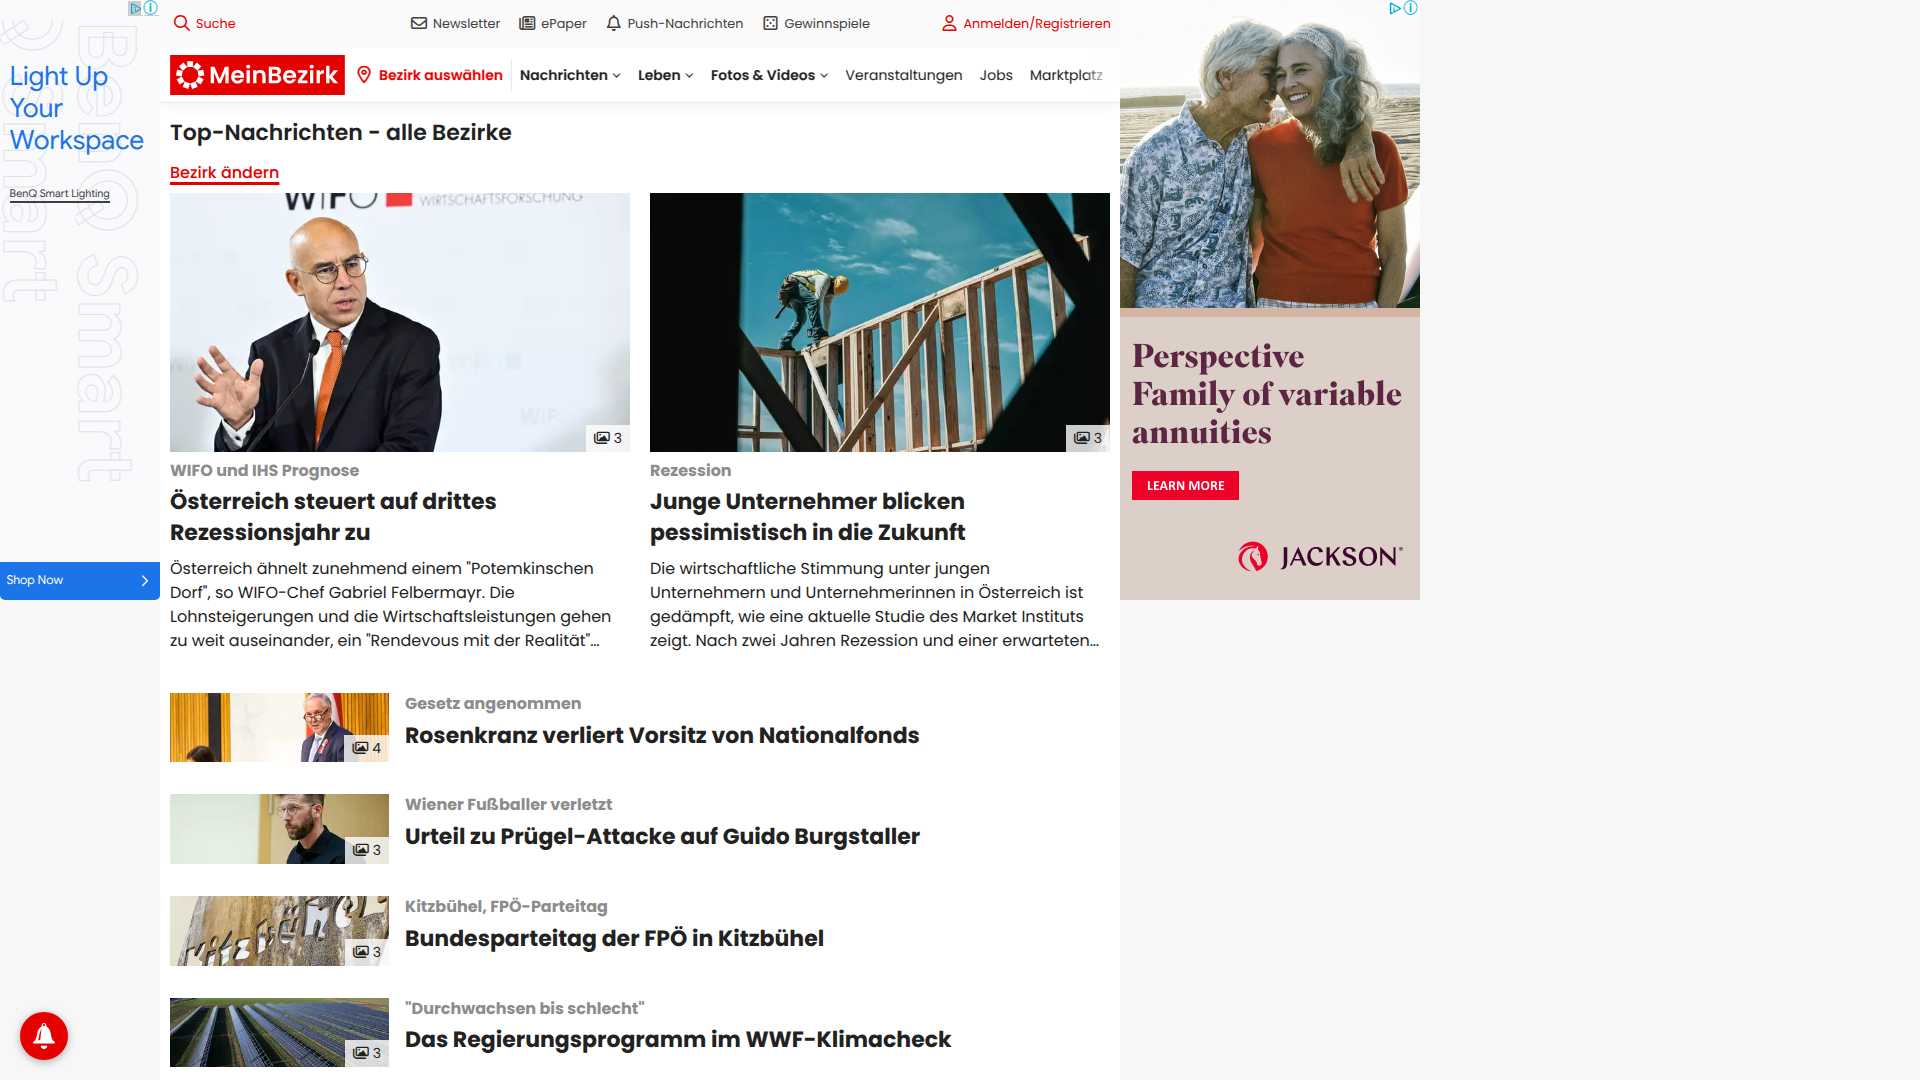 Suche
Newsletter
ePaper
Push-Nachrichten
Gewinnspiele
Anmelden/Registrieren
MeinBezirk
Bezirk auswählen
Nachrichten
Leben
Fotos & Videos
Veranstaltungen
Jobs
Marktplatz
Light Up
Your
Workspace
BenQ Smart Lighting
BenQ Smart
Shop Now
Top-Nachrichten - alle Bezirke
Bezirk ändern
WIFO
WIRTSCHAFTSFORSCHUNG
3
3
WIFO und IHS Prognose
Österreich steuert auf drittes
Rezessionsjahr zu
Österreich ähnelt zunehmend einem "Potemkinschen
Dorf", so WIFO-Chef Gabriel Felbermayr. Die
Lohnsteigerungen und die Wirtschaftsleistungen gehen
zu weit auseinander, ein "Rendevous mit der Realität"...
Rezession
Junge Unternehmer blicken
pessimistisch in die Zukunft
Die wirtschaftliche Stimmung unter jungen
Unternehmern und Unternehmerinnen in Österreich ist
gedämpft, wie eine aktuelle Studie des Market Instituts
zeigt. Nach zwei Jahren Rezession und einer erwarteten...
4
Gesetz angenommen
Rosenkranz verliert Vorsitz von Nationalfonds
3
Wiener Fußballer verletzt
Urteil zu Prügel-Attacke auf Guido Burgstaller
3
Kitzbühel, FPÖ-Parteitag
Bundesparteitag der FPÖ in Kitzbühel
3
"Durchwachsen bis schlecht"
Das Regierungsprogramm im WWF-Klimacheck
Perspective
Family of variable
annuities
LEARN MORE
JACKSON®